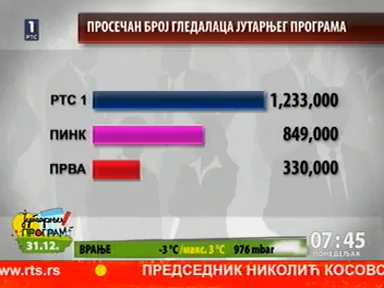 1
РТС
ПРОСЕЧАН БРОЈ ГЛЕДАЛАЦА ЈУТАРЊЕГ ПРОГРАМА
РТС 1 1,233,000
ПИНК 849,000
ПРВА 330,000
Јутарњи
ПРОГРАМ
31.12.
ВРАЊЕ -3 °C/макс. 3 °C 976 mbar
07:45
ПОНЕДЕЉАК
www.rts.rs ПРЕДСЕДНИК НИКОЛИЋ КОСОВО